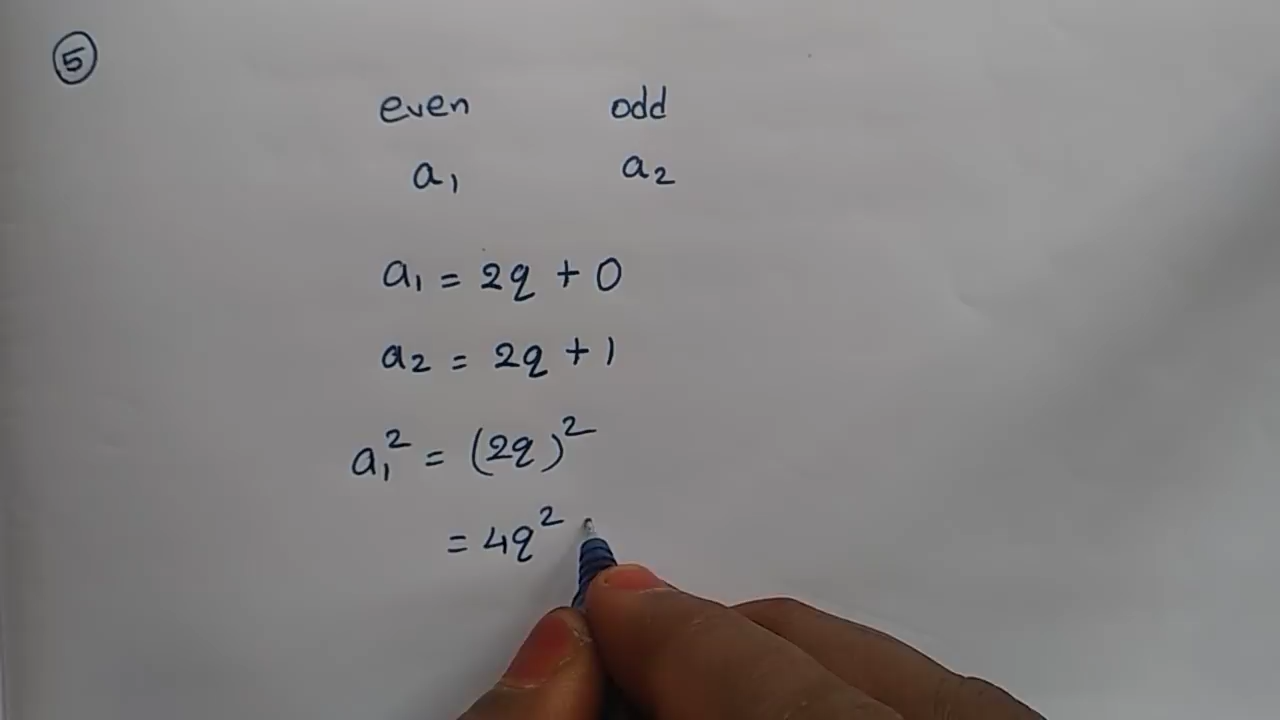 5
even odd
a₁ a₂
a₁ = 2q + 0
a₂ = 2q + 1
a₁² = (2q)²
= 4q²